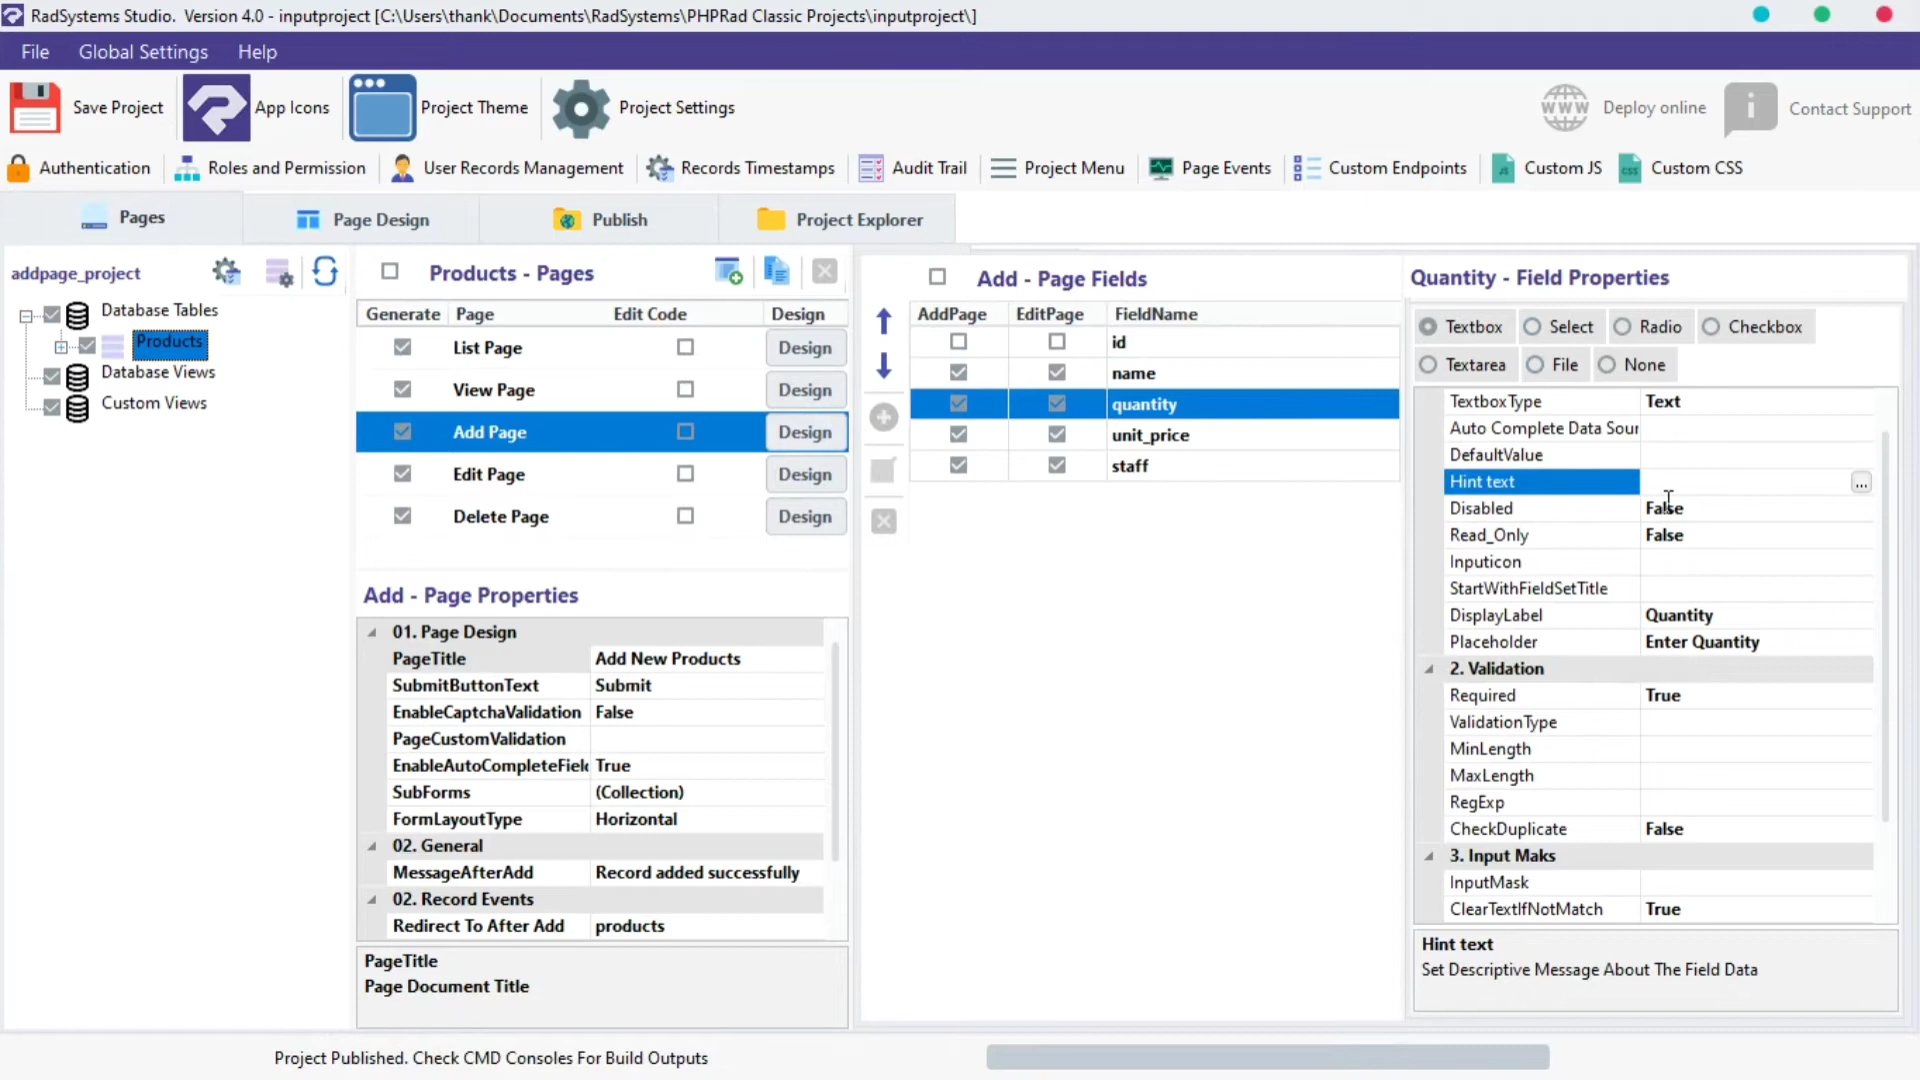 RadSystems Studio. Version 4.0 - inputproject [C:\Users\thank\Documents\RadSystems\PHPRad Classic Projects\inputproject\]
File Global Settings Help
Save Project App Icons Project Theme Project Settings WWW Deploy online i Contact Support
Authentication Roles and Permission User Records Management Records Timestamps Audit Trail Project Menu Page Events Custom Endpoints JS Custom JS CSS Custom CSS
Pages Page Design Publish Project Explorer
addpage_project
Database Tables
Products
Database Views
Custom Views
Products - Pages
Generate Page Edit Code Design
List Page Design
View Page Design
Add Page Design
Edit Page Design
Delete Page Design
Add - Page Properties
01. Page Design
PageTitle Add New Products
SubmitButtonText Submit
EnableCaptchaValidation False
PageCustomValidation
EnableAutoCompleteField True
SubForms (Collection)
FormLayoutType Horizontal
02. General
MessageAfterAdd Record added successfully
02. Record Events
Redirect To After Add products
PageTitle
Page Document Title
Add - Page Fields
AddPage EditPage FieldName
id
name
quantity
unit_price
staff
Quantity - Field Properties
Textbox Select Radio Checkbox
Textarea File None
TextboxType Text
Auto Complete Data Sour
DefaultValue
Hint text ...
Disabled False
Read_Only False
Inputicon
StartWithFieldSetTitle
DisplayLabel Quantity
Placeholder Enter Quantity
2. Validation
Required True
ValidationType
MinLength
MaxLength
RegExp
CheckDuplicate False
3. Input Maks
InputMask
ClearTextIfNotMatch True
Hint text
Set Descriptive Message About The Field Data
Project Published. Check CMD Consoles For Build Outputs